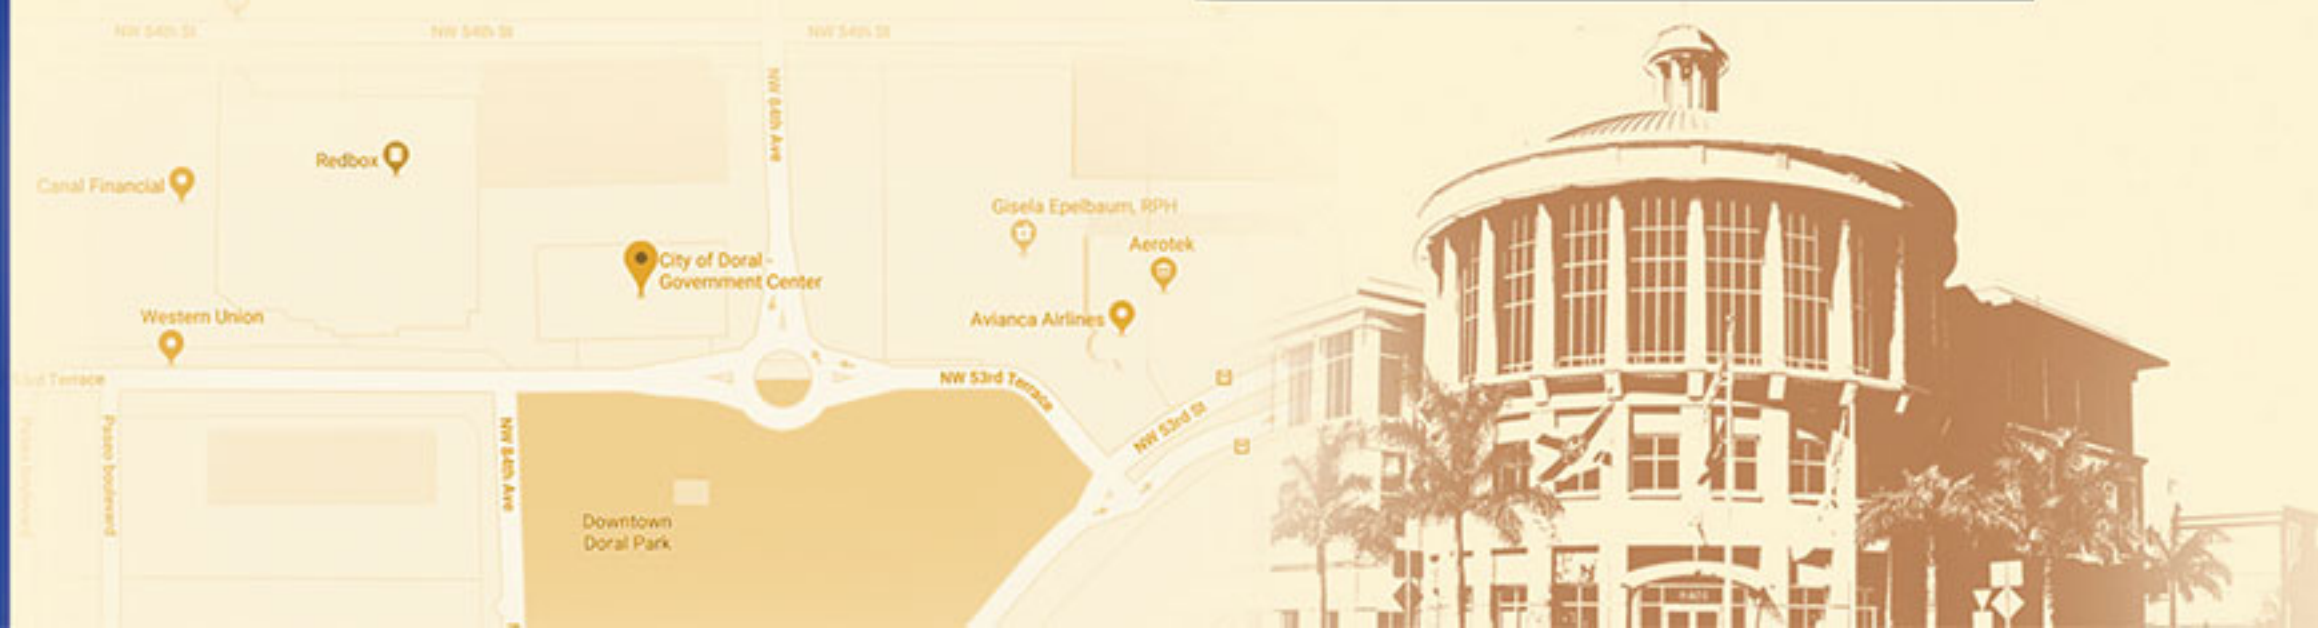 NW 54th St
NW 54th St
NW 54th St
NW 84th Ave
Redbox
Canal Financial
Gisela Epelbaum, RPH
Aerotek
City of Doral -
Government Center
Western Union
Avianca Airlines
Terrace
NW 53rd Terrace
NW 53rd St
Paseo boulevard
NW 84th Ave
Downtown
Doral Park